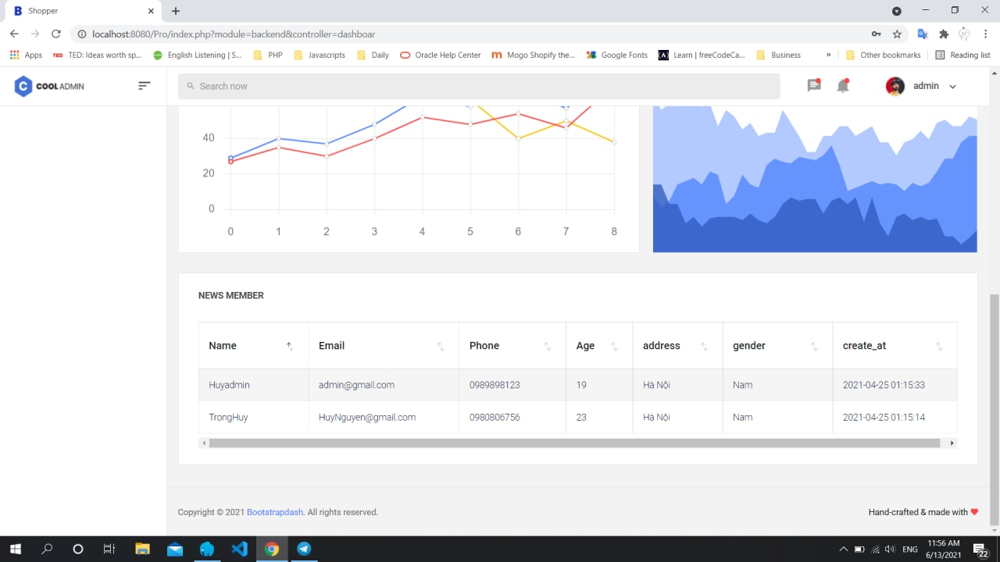 Shopper
localhost:8080/Pro/index.php?module=backend&controller=dashboar
Apps TED TED: Ideas worth sp... English Listening | S... PHP Javascripts Daily Oracle Help Center Mogo Shopify the... Google Fonts Learn | freeCodeCa... Business » Other bookmarks Reading list
C COOL ADMIN Search now admin
40
20
0
0 1 2 3 4 5 6 7 8
NEWS MEMBER
Name Email Phone Age address gender create_at
Huyadmin admin@gmail.com 0989898123 19 Hà Nội Nam 2021-04-25 01:15:33
TrongHuy HuyNguyen@gmail.com 0980806756 23 Hà Nội Nam 2021-04-25 01:15:14
Copyright © 2021 Bootstrapdash. All rights reserved. Hand-crafted & made with
ENG 11:56 AM
6/13/2021 22